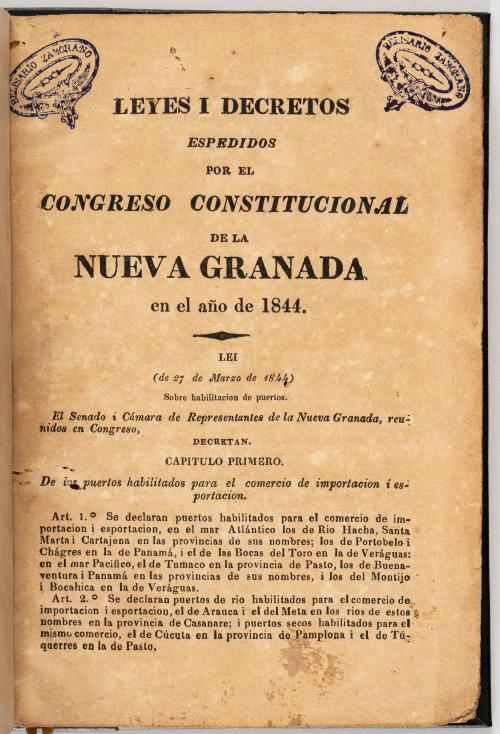 BELISARIO ZAMORANO
BELISARIO ZAMORANO
LEYES I DECRETOS
ESPEDIDOS
POR EL
CONGRESO CONSTITUCIONAL
DE LA
NUEVA GRANADA
en el año de 1844.
LEI
(de 27 de Marzo de 1844)
Sobre habilitacion de puertos.
El Senado i Cámara de Representantes de la Nueva Granada, reu-
nidos en Congreso,
DECRETAN.
CAPITULO PRIMERO.
De los puertos habilitados para el comercio de importacion i es-
portacion.
Art. 1.º Se declaran puertos habilitados para el comercio de im-
portacion i esportacion, en el mar Atlántico los de Rio Hacha, Santa
Marta i Cartajena en las provincias de sus nombres; los de Portobelo i
Chágres en la de Panamá, i el de las Bocas del Toro en la de Veráguas:
en el mar Pacífico, el de Tumaco en la provincia de Pasto, los de Buena-
ventura i Panamá en las provincias de sus nombres, i los del Montijo
i Bocahica en la de Veráguas.
Art. 2.º Se declaran puertos de rio habilitados para el comercio de
importacion i esportacion, el de Arauca i el del Meta en los rios de estos
nombres en la provincia de Casanare; i puertos secos habilitados para el
mismo comercio, el de Cúcuta en la provincia de Pamplona i el de Tú-
querres en la de Pasto.